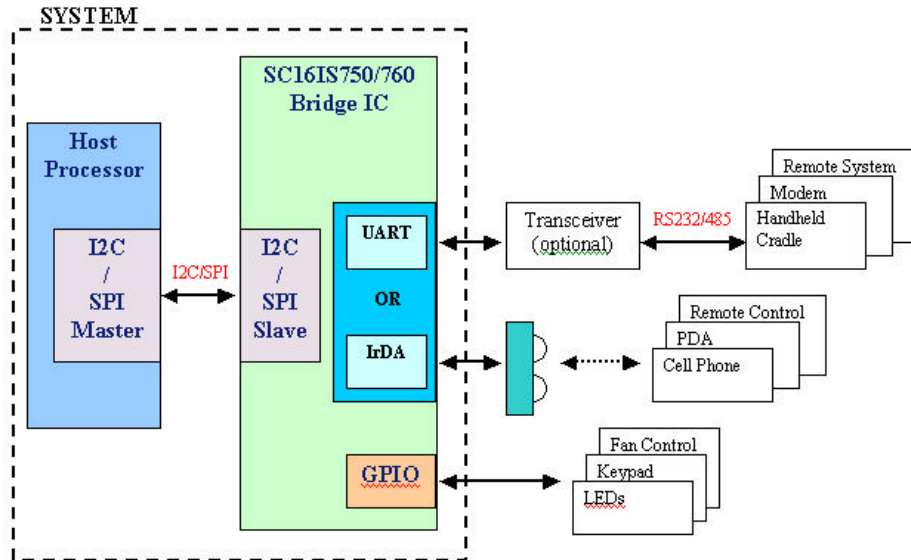 SYSTEM
SC16IS750/760
Bridge IC
Host
Processor
I2C
/
SPI
Master
I2C/SPI
I2C
/
SPI
Slave
UART
OR
IrDA
GPIO
Transceiver
(optional)
RS232/485
Remote System
Modem
Handheld
Cradle
Remote Control
PDA
Cell Phone
Fan Control
Keypad
LEDs